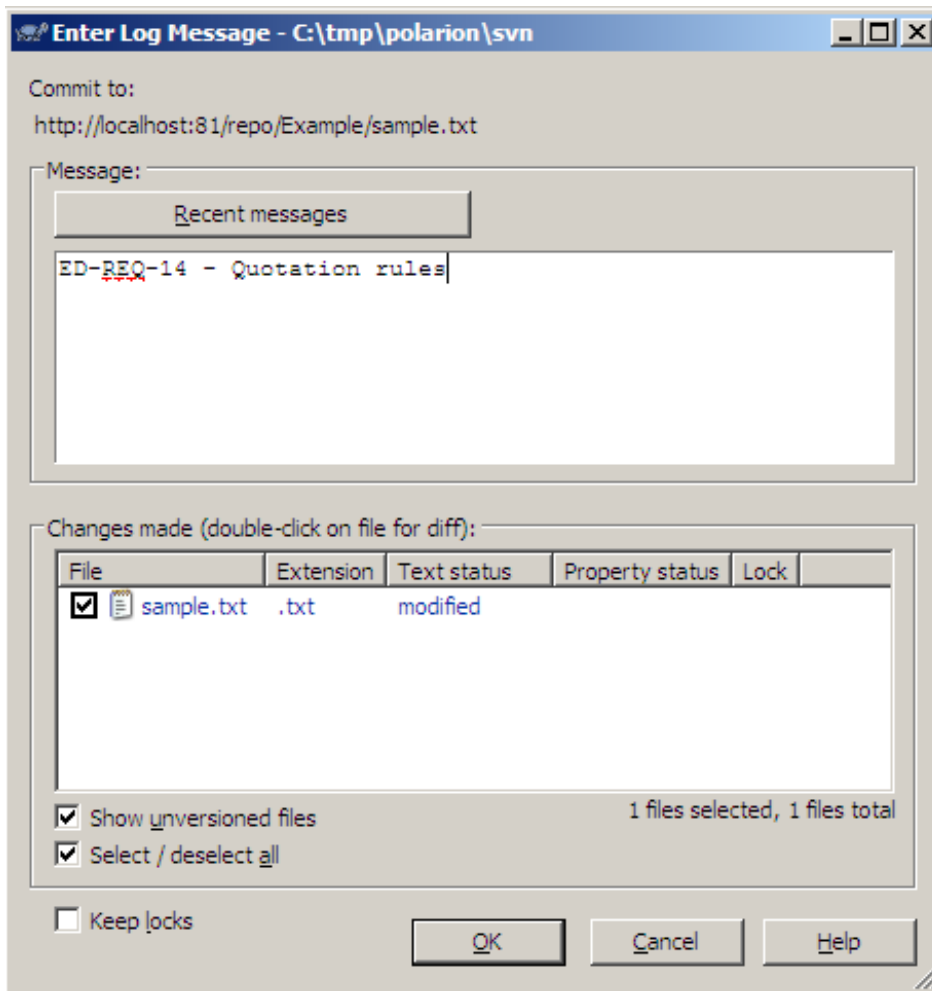 Enter Log Message - C:\tmp\polarion\svn
Commit to:
http://localhost:81/repo/Example/sample.txt
Message:
Recent messages
ED-REQ-14 - Quotation rules
Changes made (double-click on file for diff):
File Extension Text status Property status Lock
sample.txt .txt modified
Show unversioned files 1 files selected, 1 files total
Select / deselect all
Keep locks OK Cancel Help